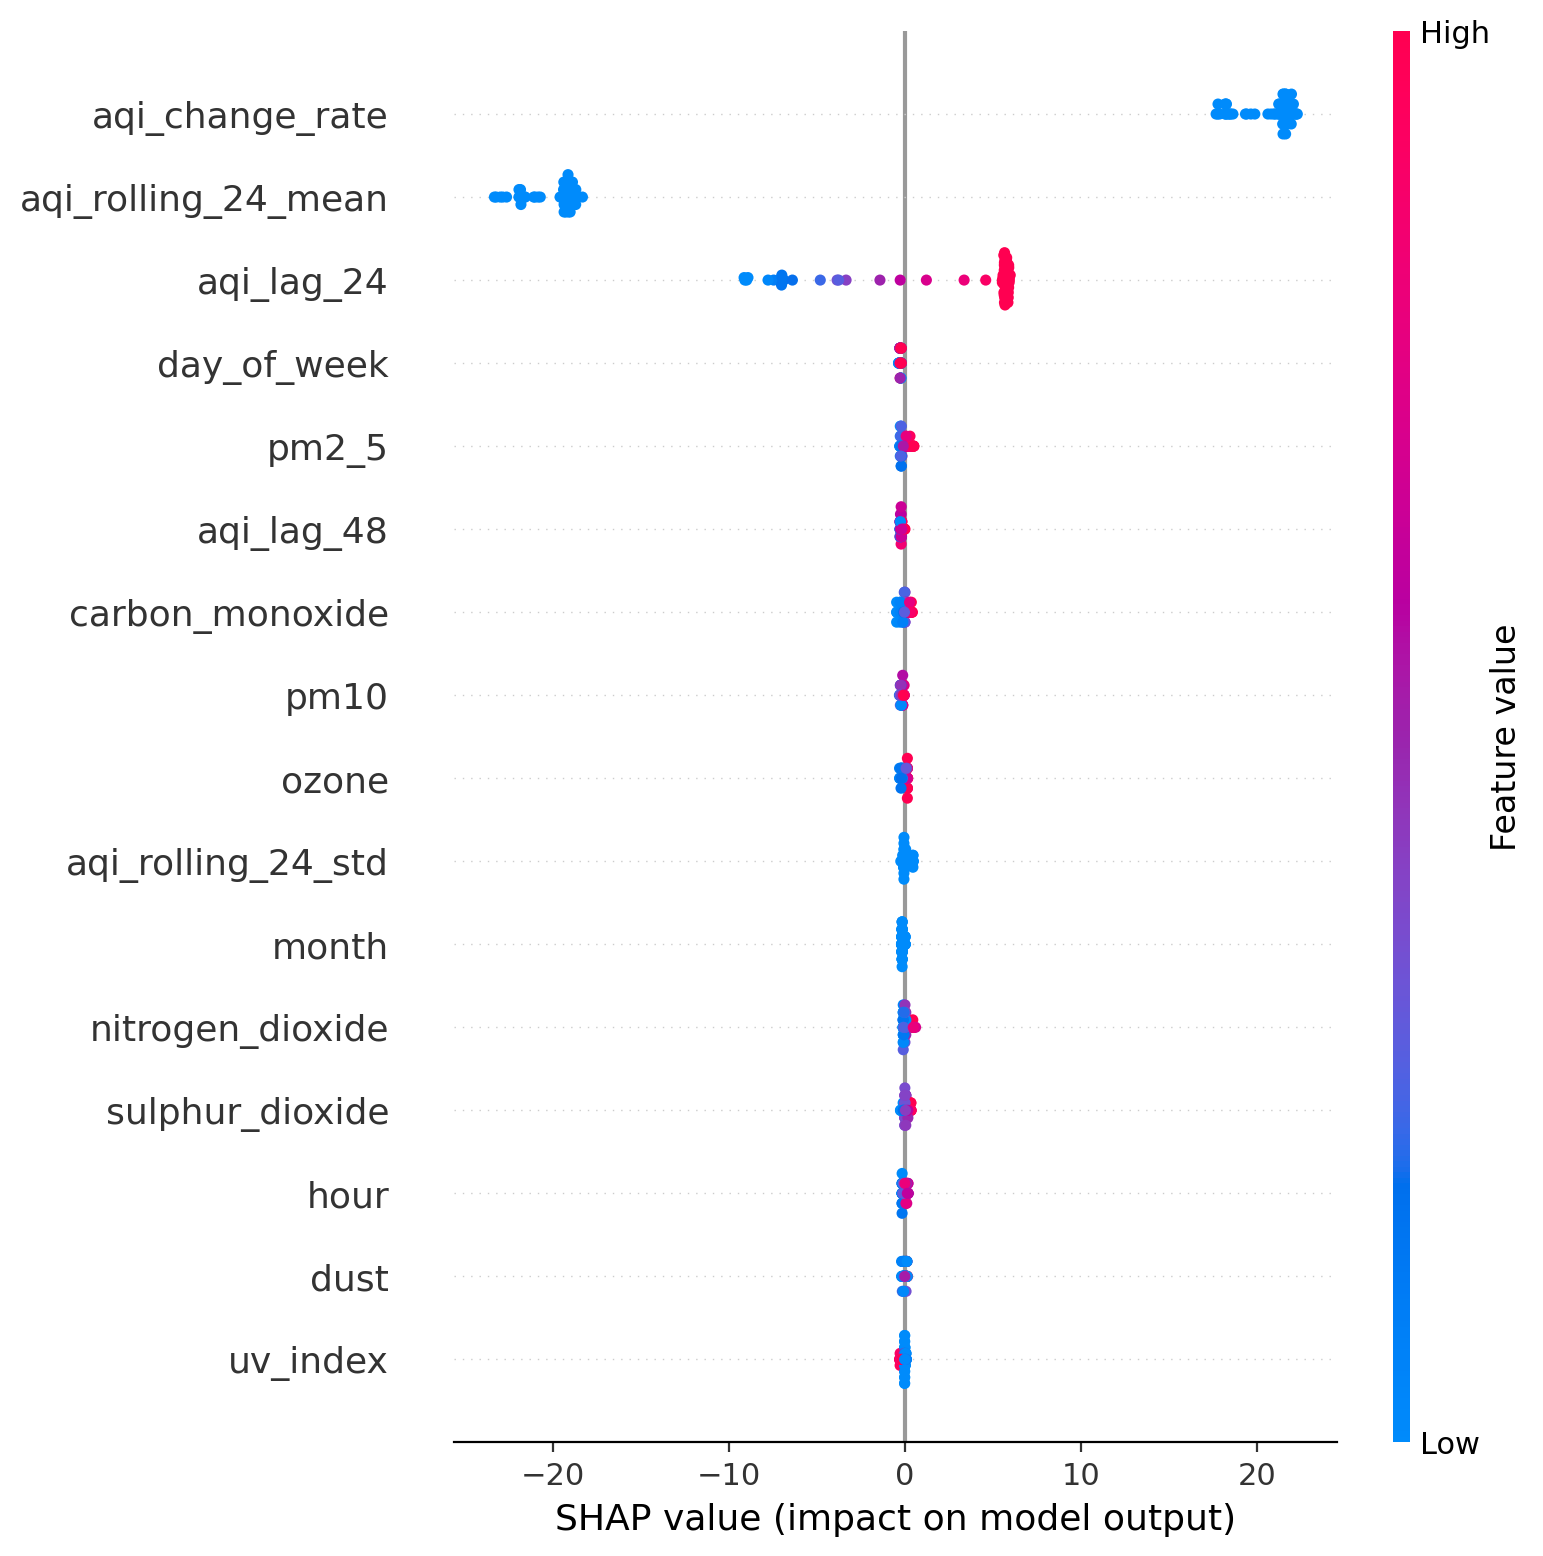 High
aqi_change_rate
aqi_rolling_24_mean
aqi_lag_24
day_of_week
pm2_5
aqi_lag_48
carbon_monoxide
pm10
ozone
aqi_rolling_24_std
month
nitrogen_dioxide
sulphur_dioxide
hour
dust
uv_index
Feature value
Low
−20 −10 0 10 20
SHAP value (impact on model output)